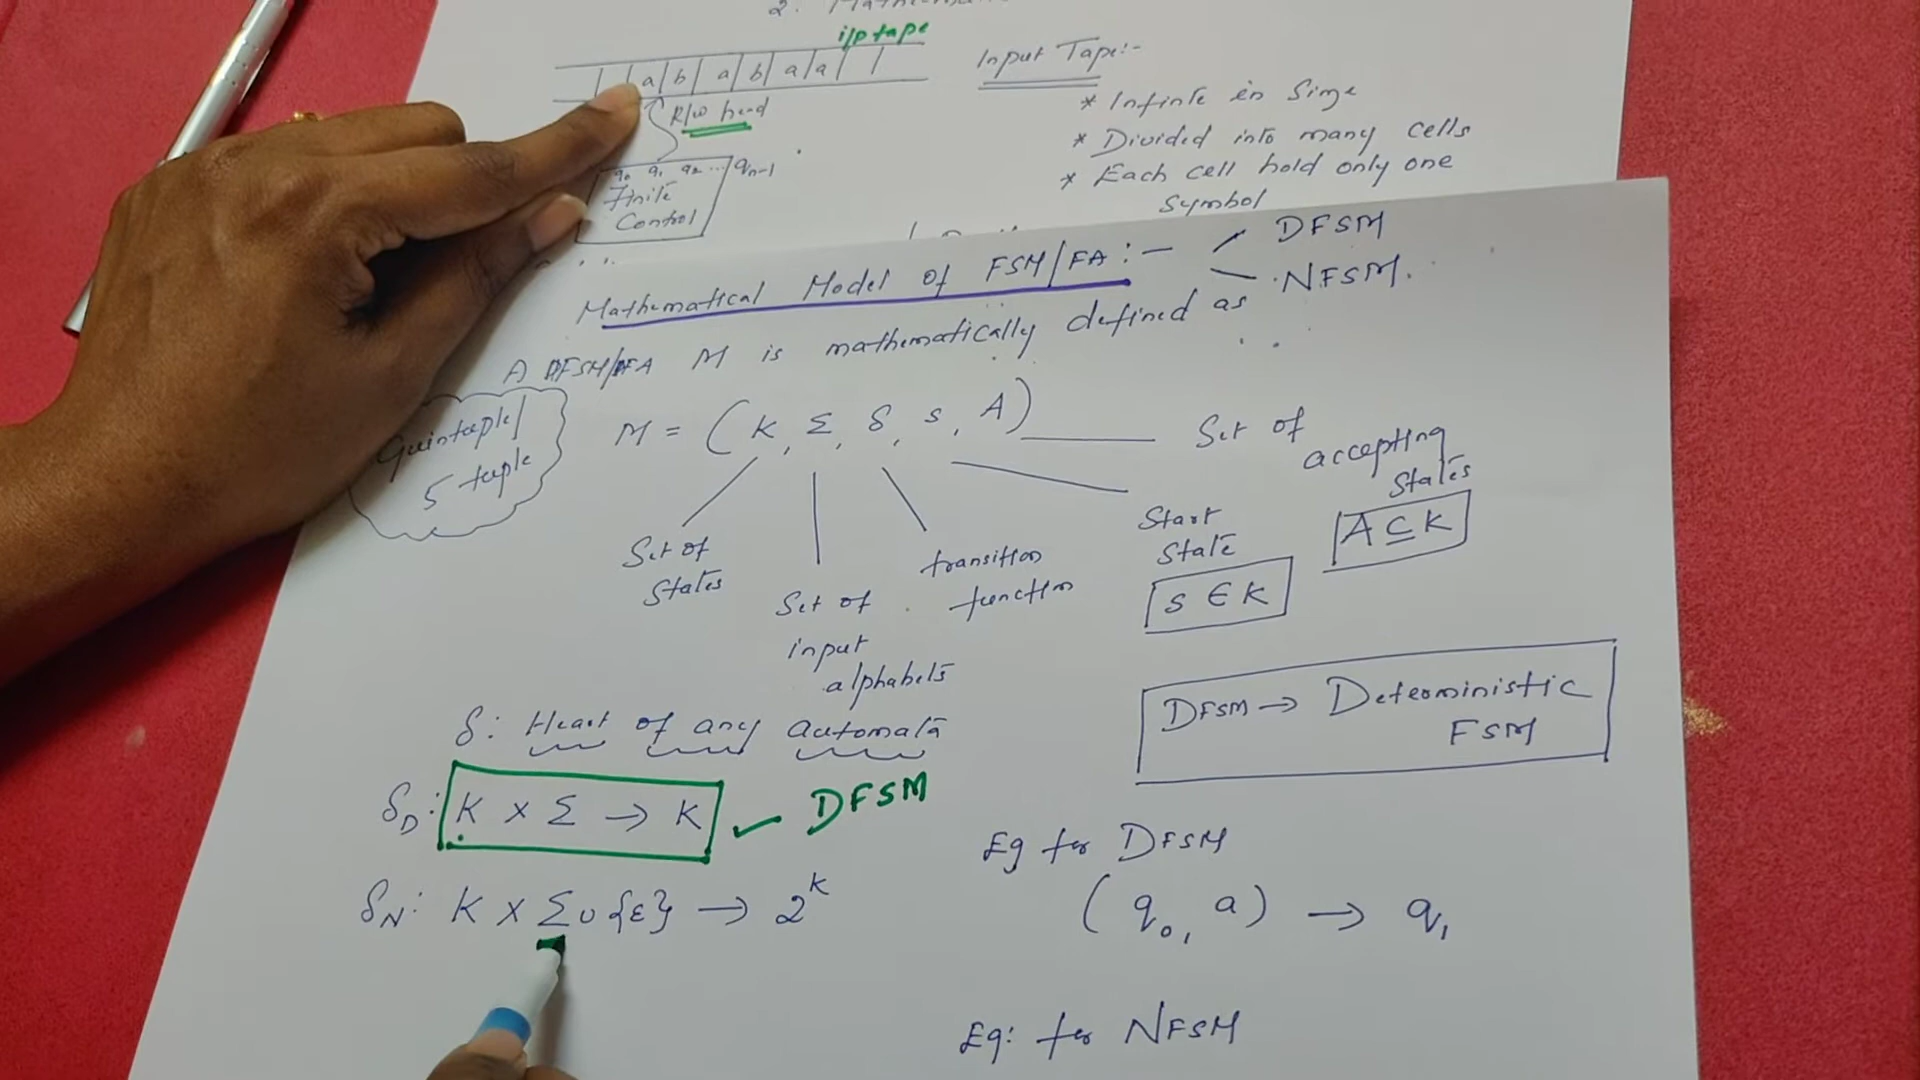 i/p tape
a b a b a a
R/w head
q₀ q₁ q₂ ... qₙ₋₁
Finite
Control
Input Tape:-
* Infinte in Size
* Divided into many cells
* Each cell hold only one
symbol
Mathematical Model of FSM/FA :-
DFSM
NFSM.
A DFSM/DFA M is mathematically defined as
Quintuple/
5 tuple
M = (K, Σ, δ, s, A)
Set of
accepting
States
A ⊆ K
Start
State
s ∈ K
transition
function
Set of
States
Set of
input
alphabets
δ: Heart of any automata
DFSM → Deterministic
FSM
δD: K × Σ → K
DFSM
δN: K × Σ ∪ {ε} → 2ᴷ
Eg for DFSM
(q₀, a) → q₁
Eg: for NFSM